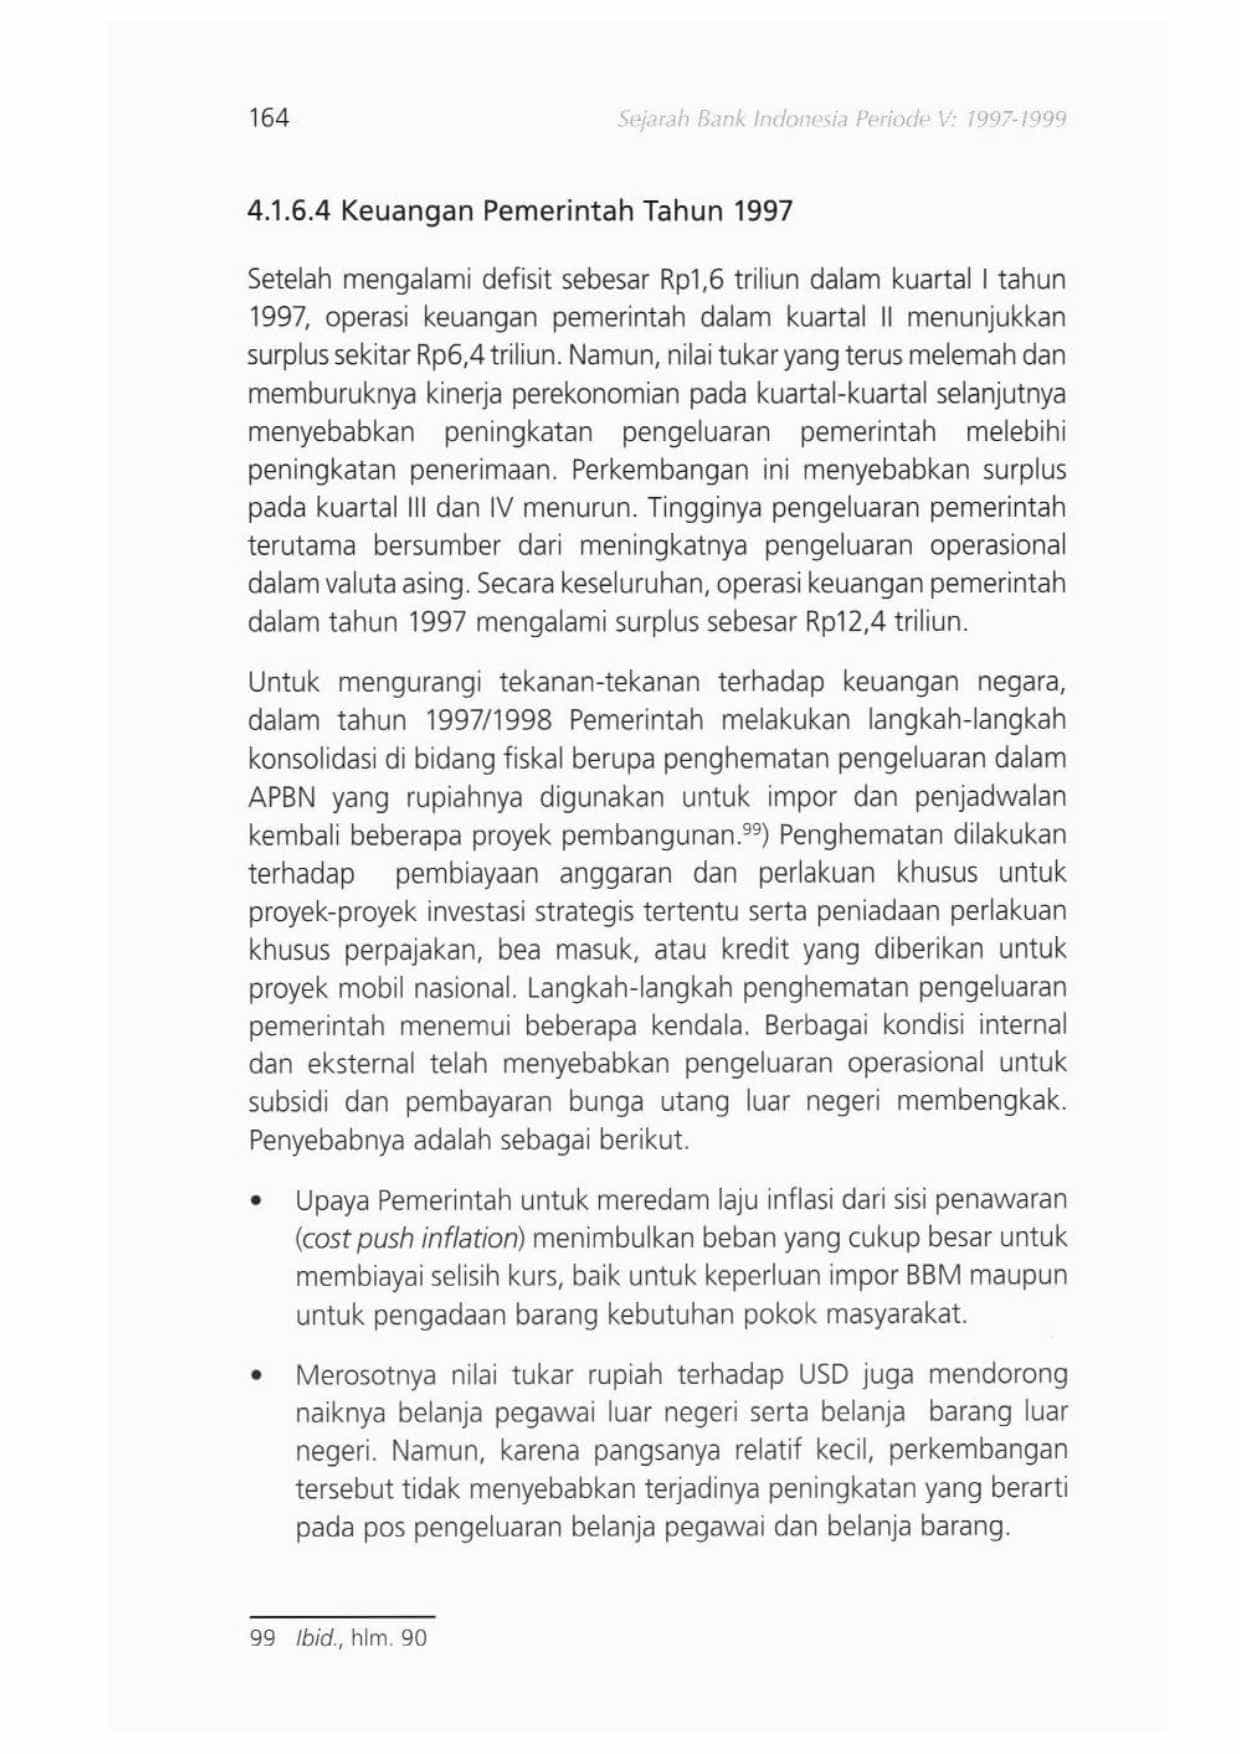 164
Sejarah Bank Indonesia Periode V: 1997-1999
4.1.6.4 Keuangan Pemerintah Tahun 1997
Setelah mengalami defisit sebesar Rp1,6 triliun dalam kuartal I tahun
1997, operasi keuangan pemerintah dalam kuartal II menunjukkan
surplus sekitar Rp6,4 triliun. Namun, nilai tukar yang terus melemah dan
memburuknya kinerja perekonomian pada kuartal-kuartal selanjutnya
menyebabkan peningkatan pengeluaran pemerintah melebihi
peningkatan penerimaan. Perkembangan ini menyebabkan surplus
pada kuartal III dan IV menurun. Tingginya pengeluaran pemerintah
terutama bersumber dari meningkatnya pengeluaran operasional
dalam valuta asing. Secara keseluruhan, operasi keuangan pemerintah
dalam tahun 1997 mengalami surplus sebesar Rp12,4 triliun.
Untuk mengurangi tekanan-tekanan terhadap keuangan negara,
dalam tahun 1997/1998 Pemerintah melakukan langkah-langkah
konsolidasi di bidang fiskal berupa penghematan pengeluaran dalam
APBN yang rupiahnya digunakan untuk impor dan penjadwalan
kembali beberapa proyek pembangunan.99) Penghematan dilakukan
terhadap pembiayaan anggaran dan perlakuan khusus untuk
proyek-proyek investasi strategis tertentu serta peniadaan perlakuan
khusus perpajakan, bea masuk, atau kredit yang diberikan untuk
proyek mobil nasional. Langkah-langkah penghematan pengeluaran
pemerintah menemui beberapa kendala. Berbagai kondisi internal
dan eksternal telah menyebabkan pengeluaran operasional untuk
subsidi dan pembayaran bunga utang luar negeri membengkak.
Penyebabnya adalah sebagai berikut.
• Upaya Pemerintah untuk meredam laju inflasi dari sisi penawaran
(cost push inflation) menimbulkan beban yang cukup besar untuk
membiayai selisih kurs, baik untuk keperluan impor BBM maupun
untuk pengadaan barang kebutuhan pokok masyarakat.
• Merosotnya nilai tukar rupiah terhadap USD juga mendorong
naiknya belanja pegawai luar negeri serta belanja barang luar
negeri. Namun, karena pangsanya relatif kecil, perkembangan
tersebut tidak menyebabkan terjadinya peningkatan yang berarti
pada pos pengeluaran belanja pegawai dan belanja barang.
99 Ibid., hlm. 90